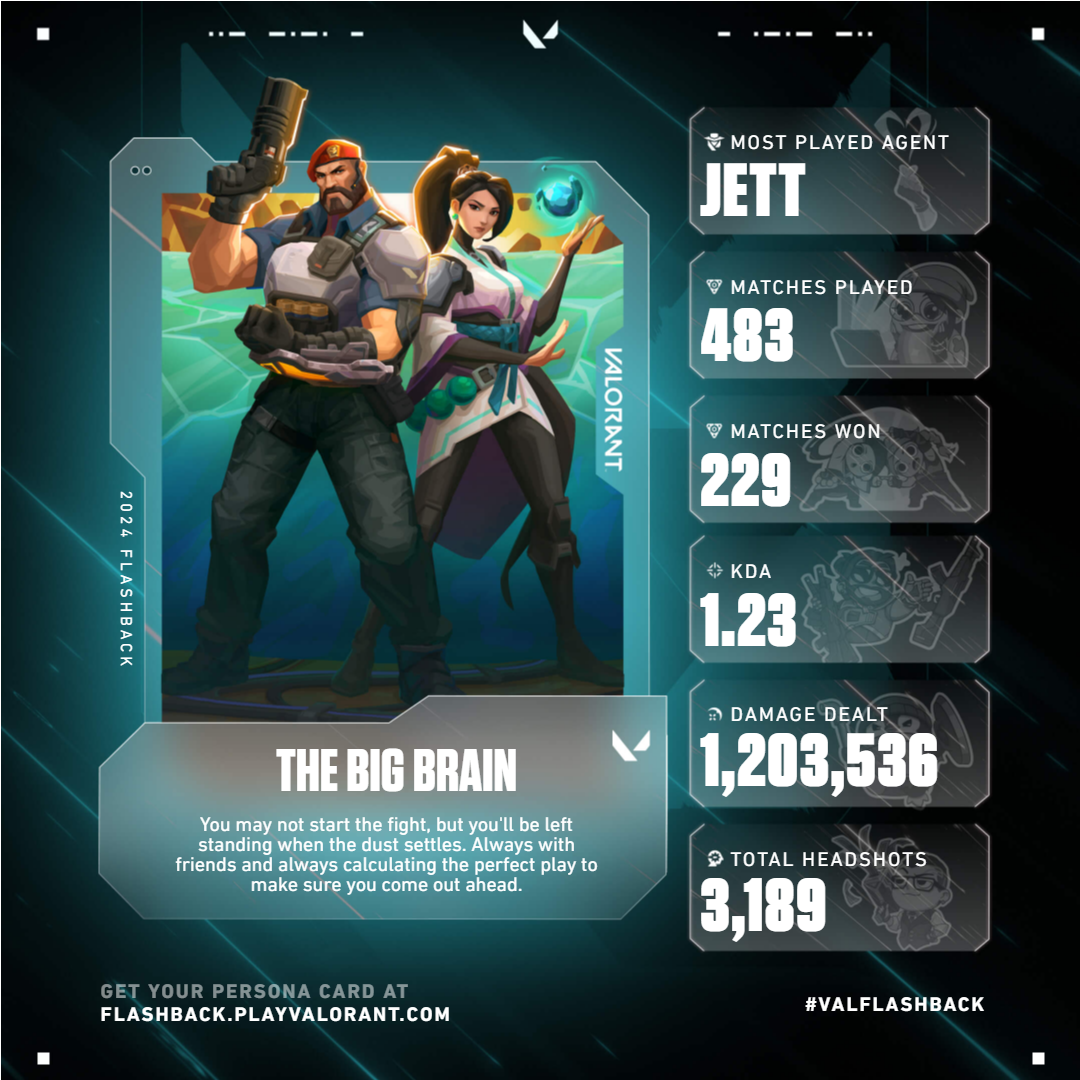 MOST PLAYED AGENT
JETT
MATCHES PLAYED
483
MATCHES WON
229
KDA
1.23
DAMAGE DEALT
1,203,536
TOTAL HEADSHOTS
3,189
VALORANT
2024 FLASHBACK
THE BIG BRAIN
You may not start the fight, but you'll be left
standing when the dust settles. Always with
friends and always calculating the perfect play to
make sure you come out ahead.
GET YOUR PERSONA CARD AT
FLASHBACK.PLAYVALORANT.COM
#VALFLASHBACK